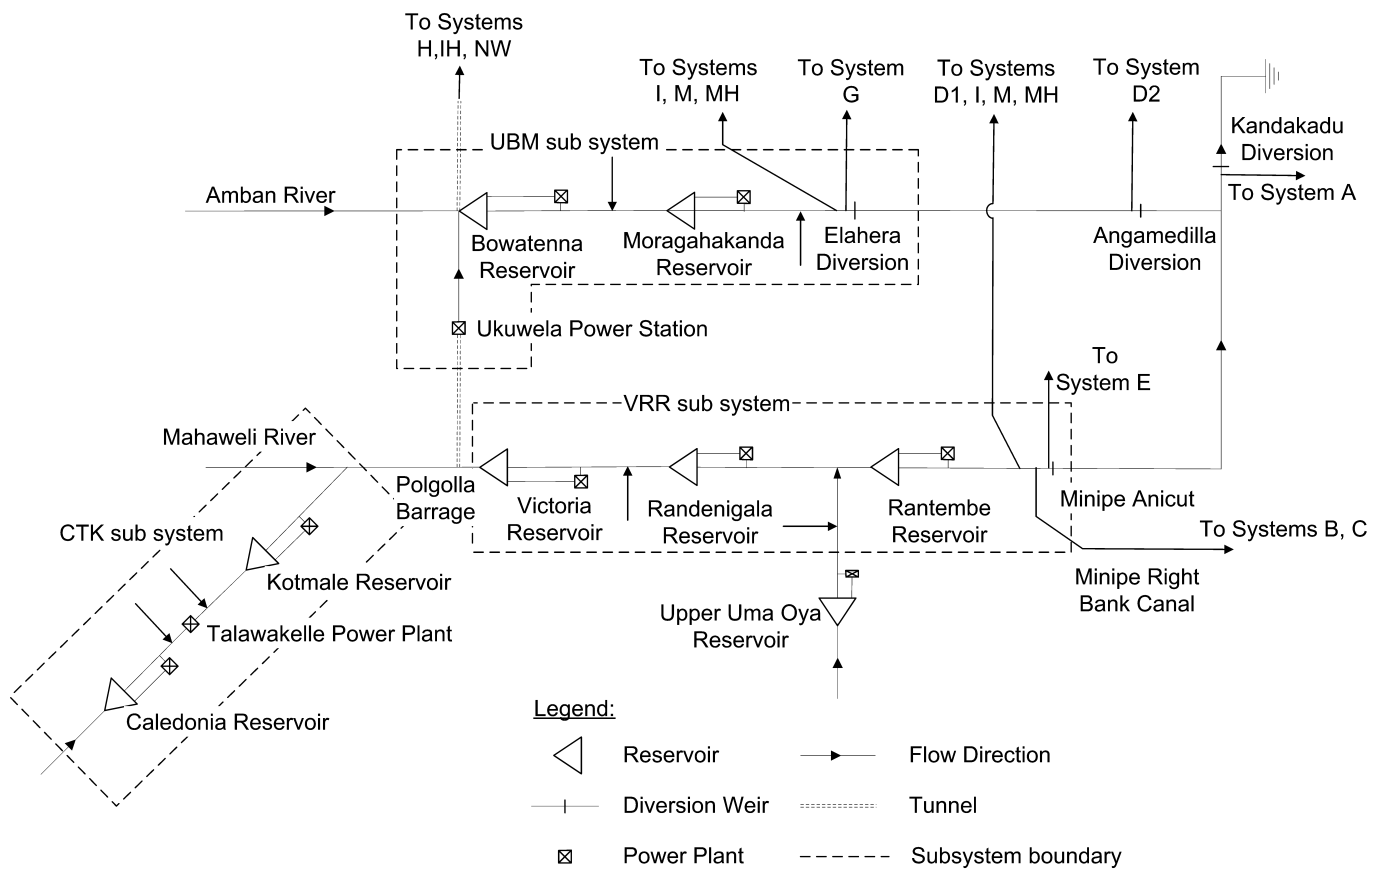 To Systems
H,IH, NW
To Systems
I, M, MH
To System
G
To Systems
D1, I, M, MH
To System
D2
Kandakadu
Diversion
To System A
UBM sub system
Amban River
Bowatenna
Reservoir
Moragahakanda
Reservoir
Elahera
Diversion
Angamedilla
Diversion
Ukuwela Power Station
To
System E
VRR sub system
Mahaweli River
Polgolla
Barrage
Victoria
Reservoir
Randenigala
Reservoir
Rantembe
Reservoir
Minipe Anicut
To Systems B, C
Minipe Right
Bank Canal
CTK sub system
Kotmale Reservoir
Talawakelle Power Plant
Caledonia Reservoir
Upper Uma Oya
Reservoir
Legend:
Reservoir
Flow Direction
Diversion Weir
Tunnel
Power Plant
Subsystem boundary